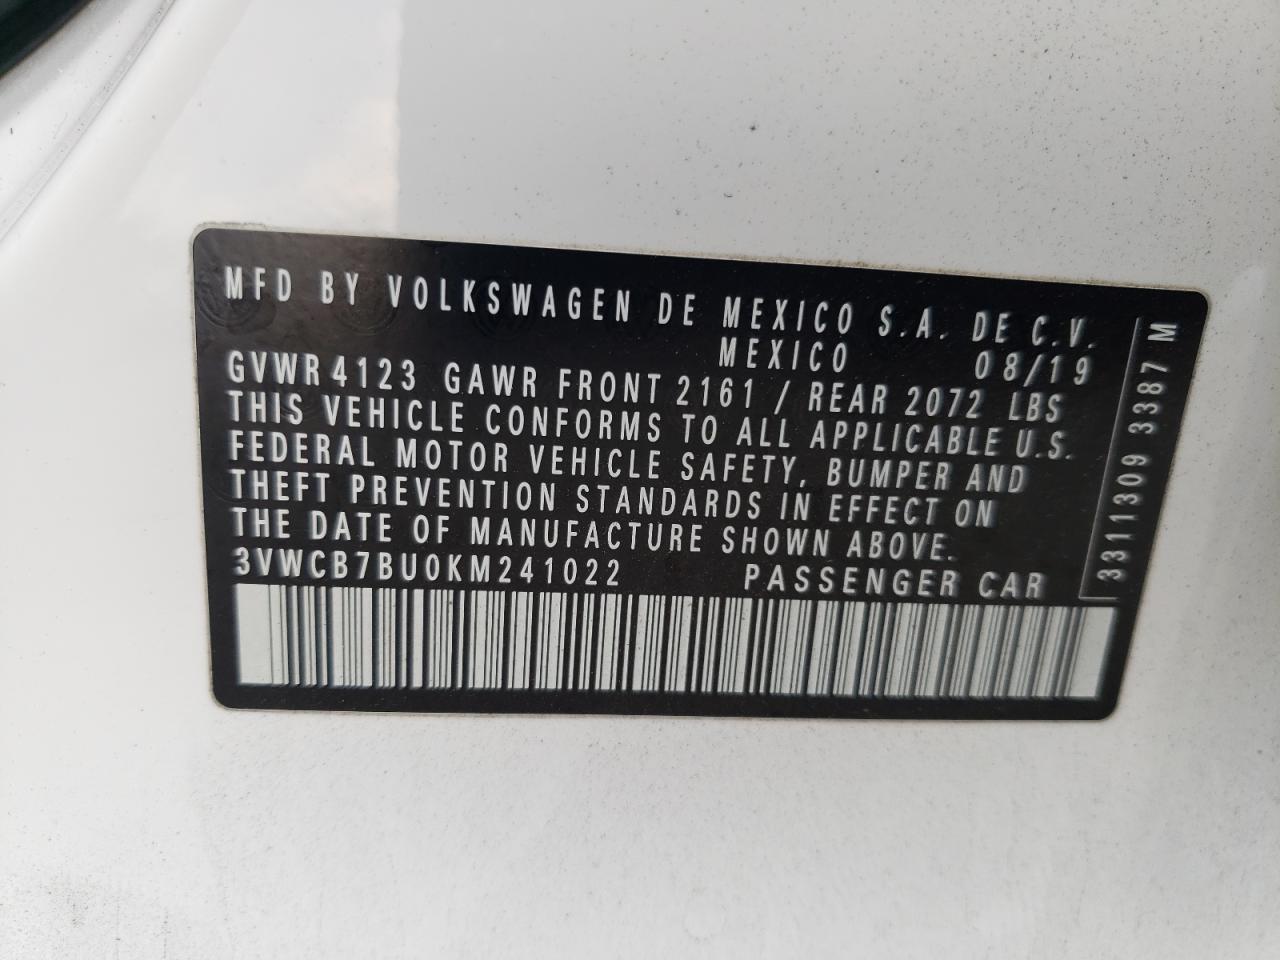 MFD BY VOLKSWAGEN DE MEXICO S.A. DE C.V.
MEXICO 08/19
GVWR 4123 GAWR FRONT 2161 / REAR 2072 LBS
THIS VEHICLE CONFORMS TO ALL APPLICABLE U.S.
FEDERAL MOTOR VEHICLE SAFETY, BUMPER AND
THEFT PREVENTION STANDARDS IN EFFECT ON
THE DATE OF MANUFACTURE SHOWN ABOVE.
3VWCB7BU0KM241022 PASSENGER CAR
3311309 3387 M